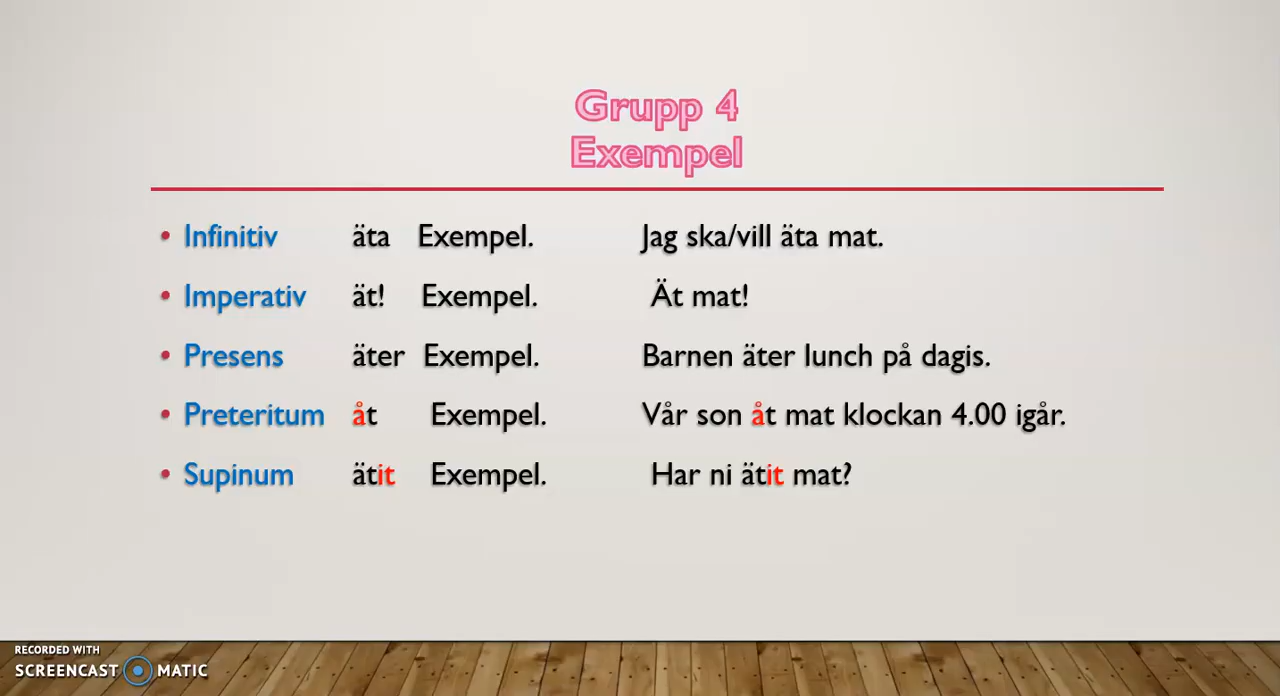 Grupp 4
Exempel
• Infinitiv äta Exempel. Jag ska/vill äta mat.
• Imperativ ät! Exempel. Ät mat!
• Presens äter Exempel. Barnen äter lunch på dagis.
• Preteritum åt Exempel. Vår son åt mat klockan 4.00 igår.
• Supinum ätit Exempel. Har ni ätit mat?
RECORDED WITH
SCREENCAST MATIC